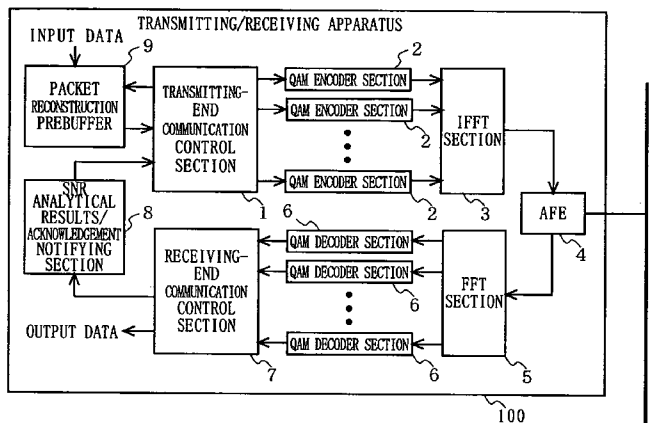 TRANSMITTING/RECEIVING APPARATUS
INPUT DATA
9
PACKET
RECONSTRUCTION
PREBUFFER
TRANSMITTING-
END
COMMUNICATION
CONTROL
SECTION
1
2
QAM ENCODER SECTION
QAM ENCODER SECTION
2
QAM ENCODER SECTION
2
IFFT
SECTION
3
AFE
4
SNR
ANALYTICAL
RESULTS/
ACKNOWLEDGEMENT
NOTIFYING
SECTION
8
RECEIVING-
END
COMMUNICATION
CONTROL
SECTION
7
6
QAM DECODER SECTION
QAM DECODER SECTION
6
QAM DECODER SECTION
6
FFT
SECTION
5
OUTPUT DATA
100